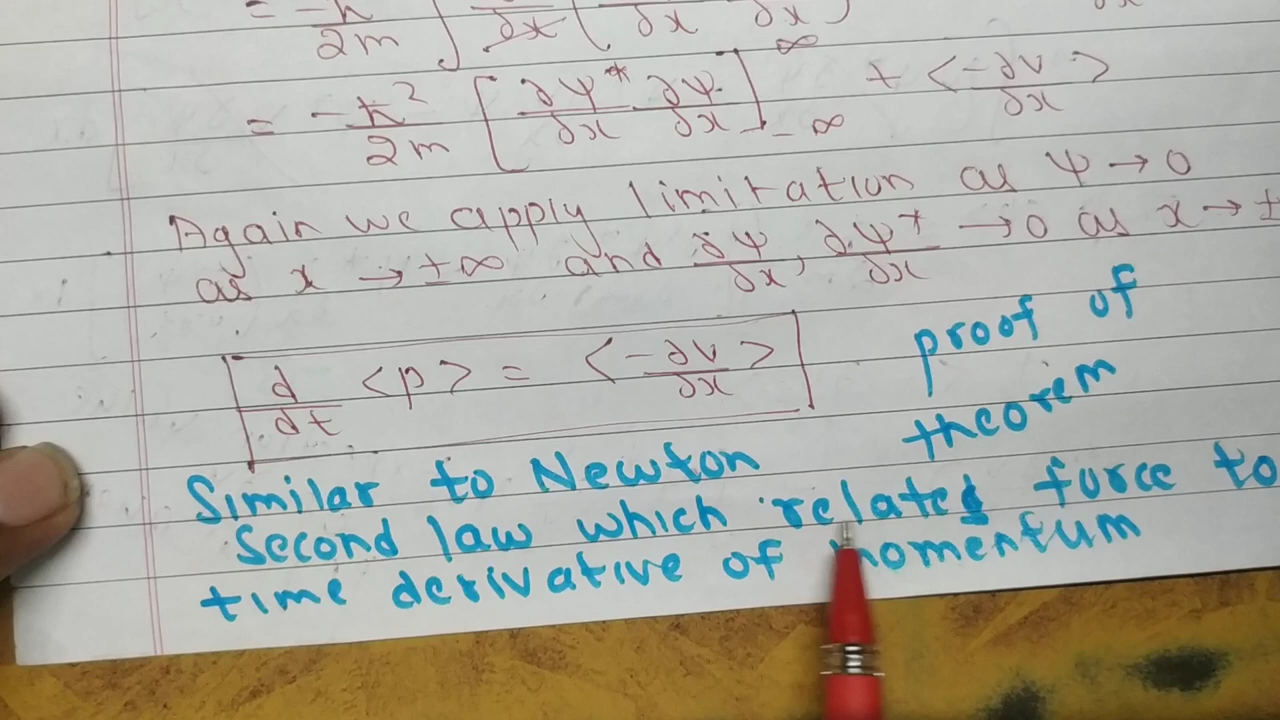 = -ħ/2m ∫ ∂/∂x ( ∂x ∂x ) ∂x
= -ħ²/2m [∂ψ*/∂x ∂ψ/∂x]^∞_-∞ + <-∂V/∂x>
Again we apply limitation as ψ → 0
as x → ±∞ and ∂ψ/∂x, ∂ψ*/∂x → 0 as x → ±
d/dt <p> = <-∂V/∂x>
proof of
theorem
Similar to Newton
Second law which relates force to
time derivative of momentum